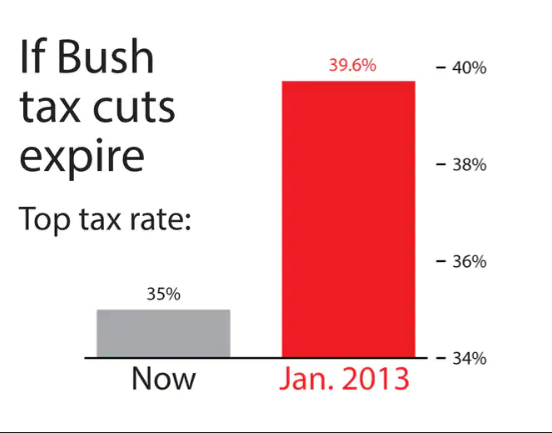 If Bush
tax cuts
expire
Top tax rate:
39.6%
40%
38%
36%
35%
34%
Now
Jan. 2013